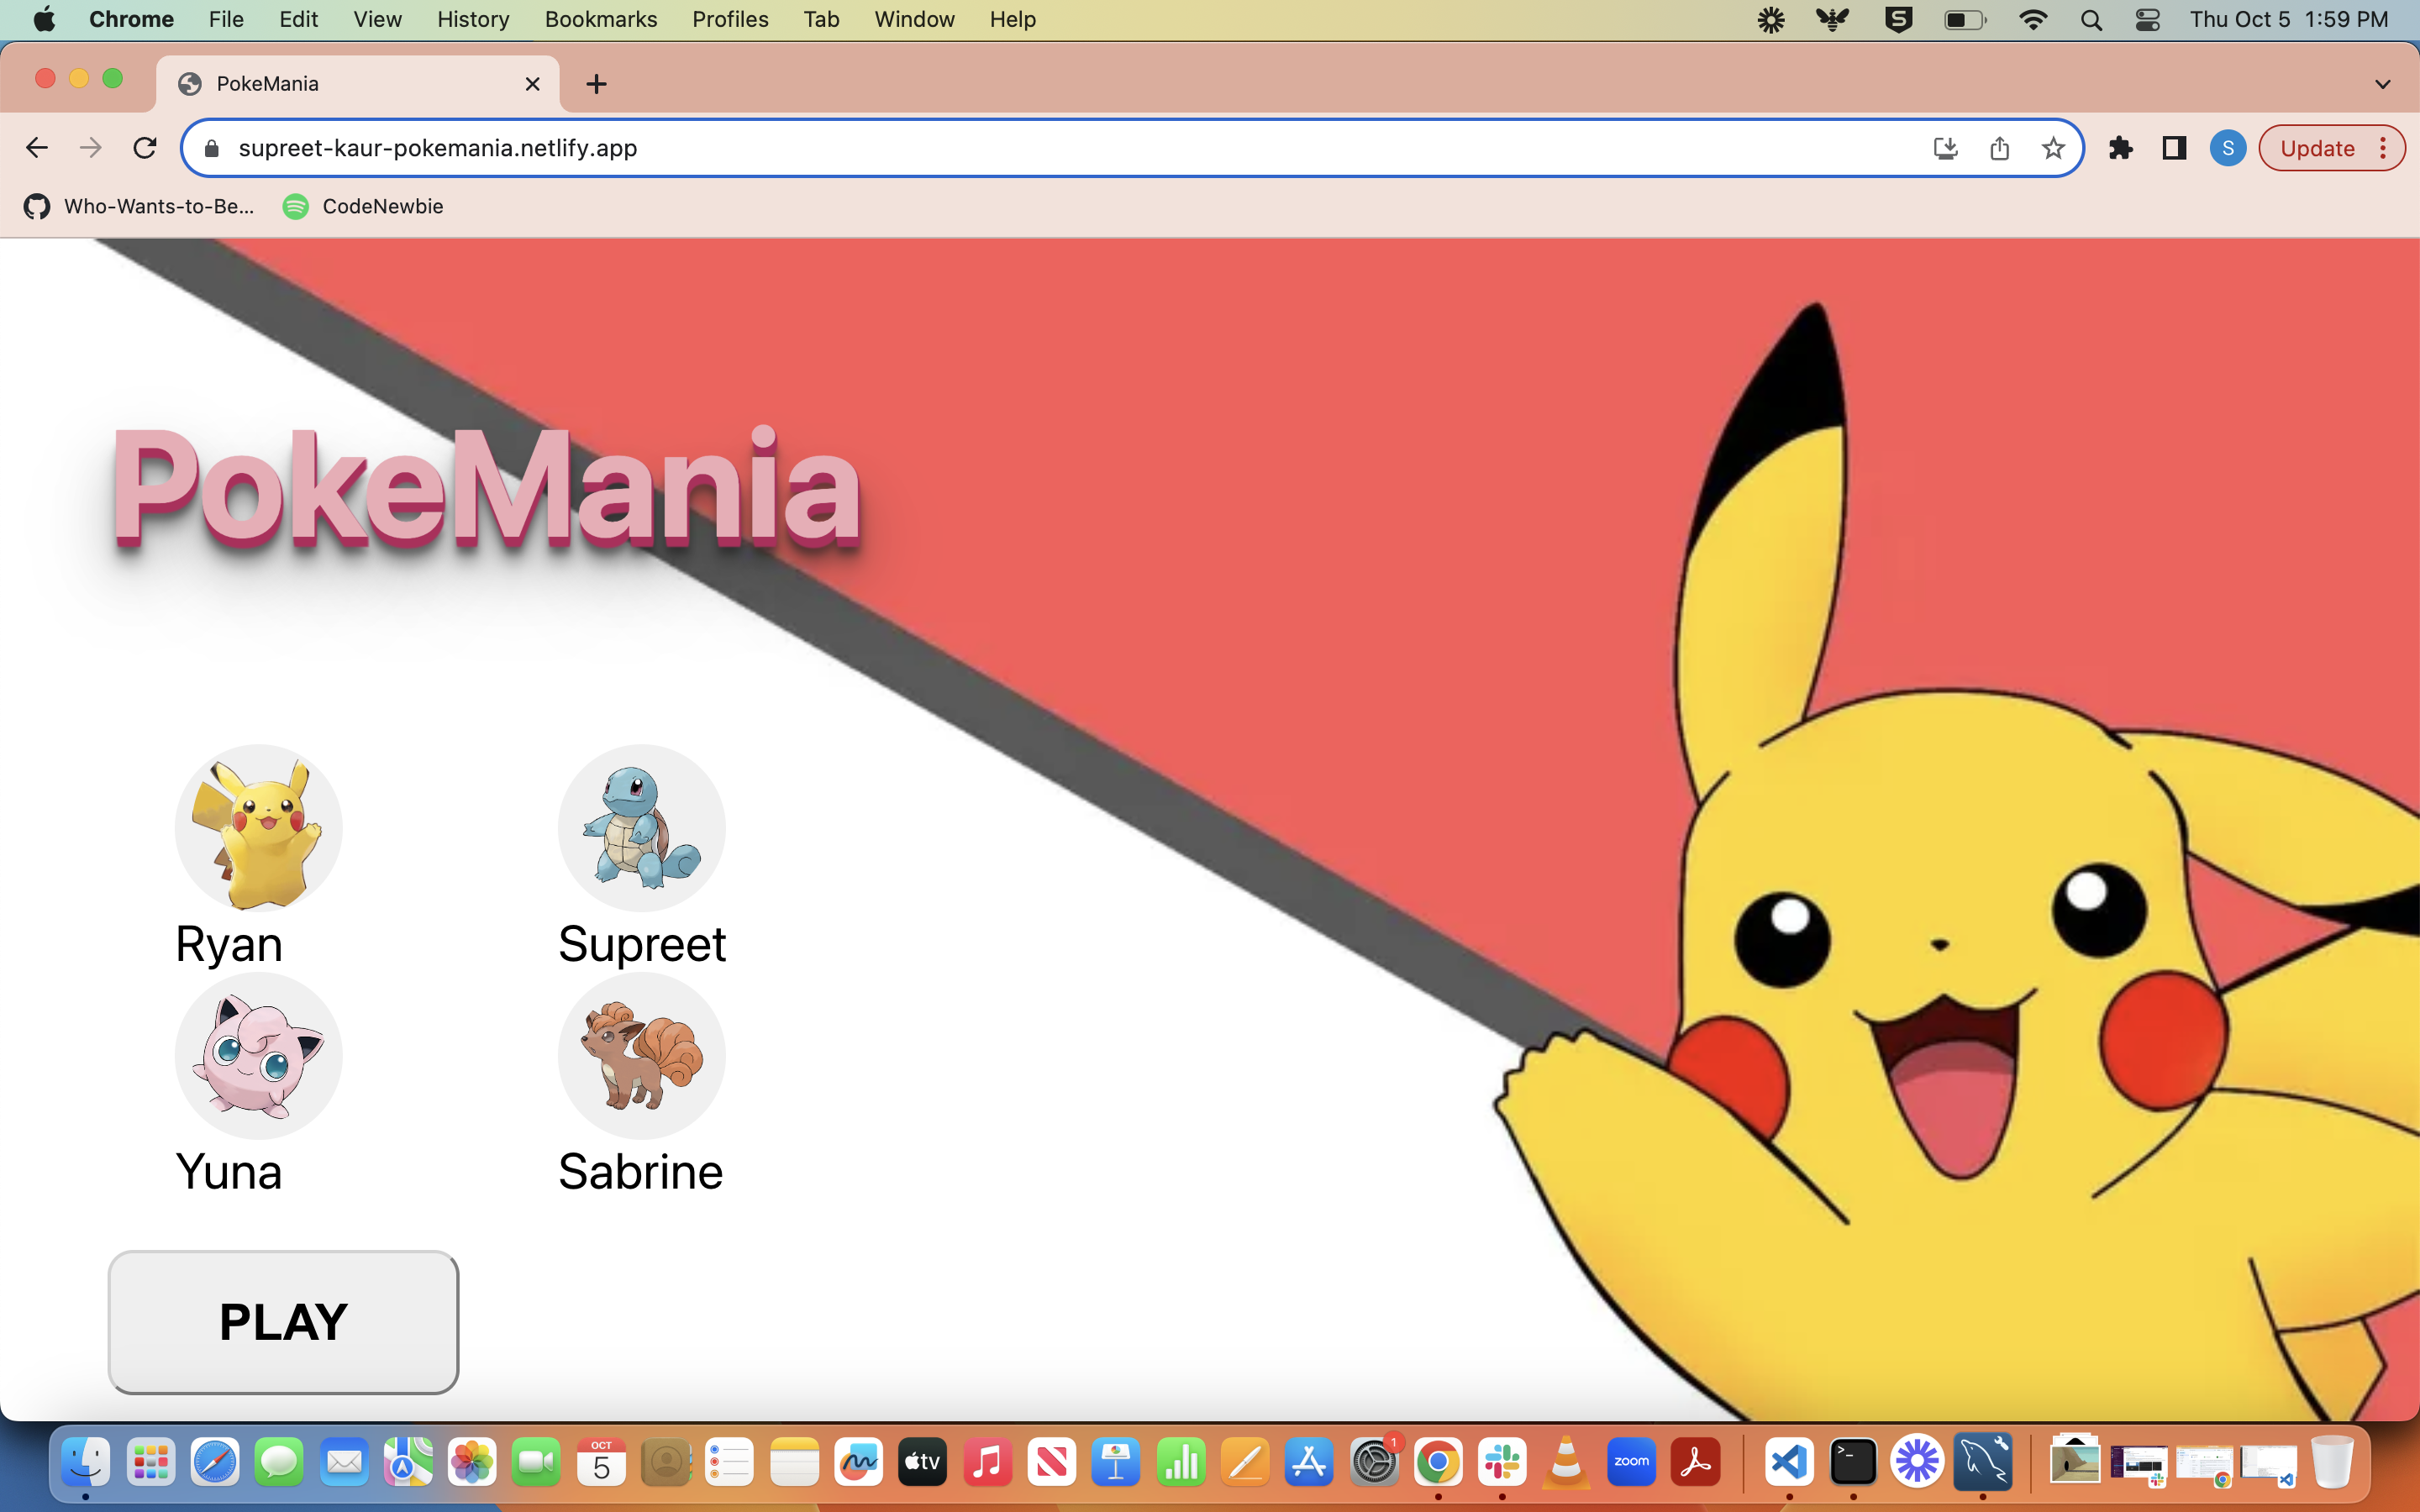 Chrome File Edit View History Bookmarks Profiles Tab Window Help S Thu Oct 5 1:59 PM
PokeMania
supreet-kaur-pokemania.netlify.app S Update
Who-Wants-to-Be... CodeNewbie
PokeMania
Ryan Supreet
Yuna Sabrine
PLAY
OCT
5 tv 1 zoom >_